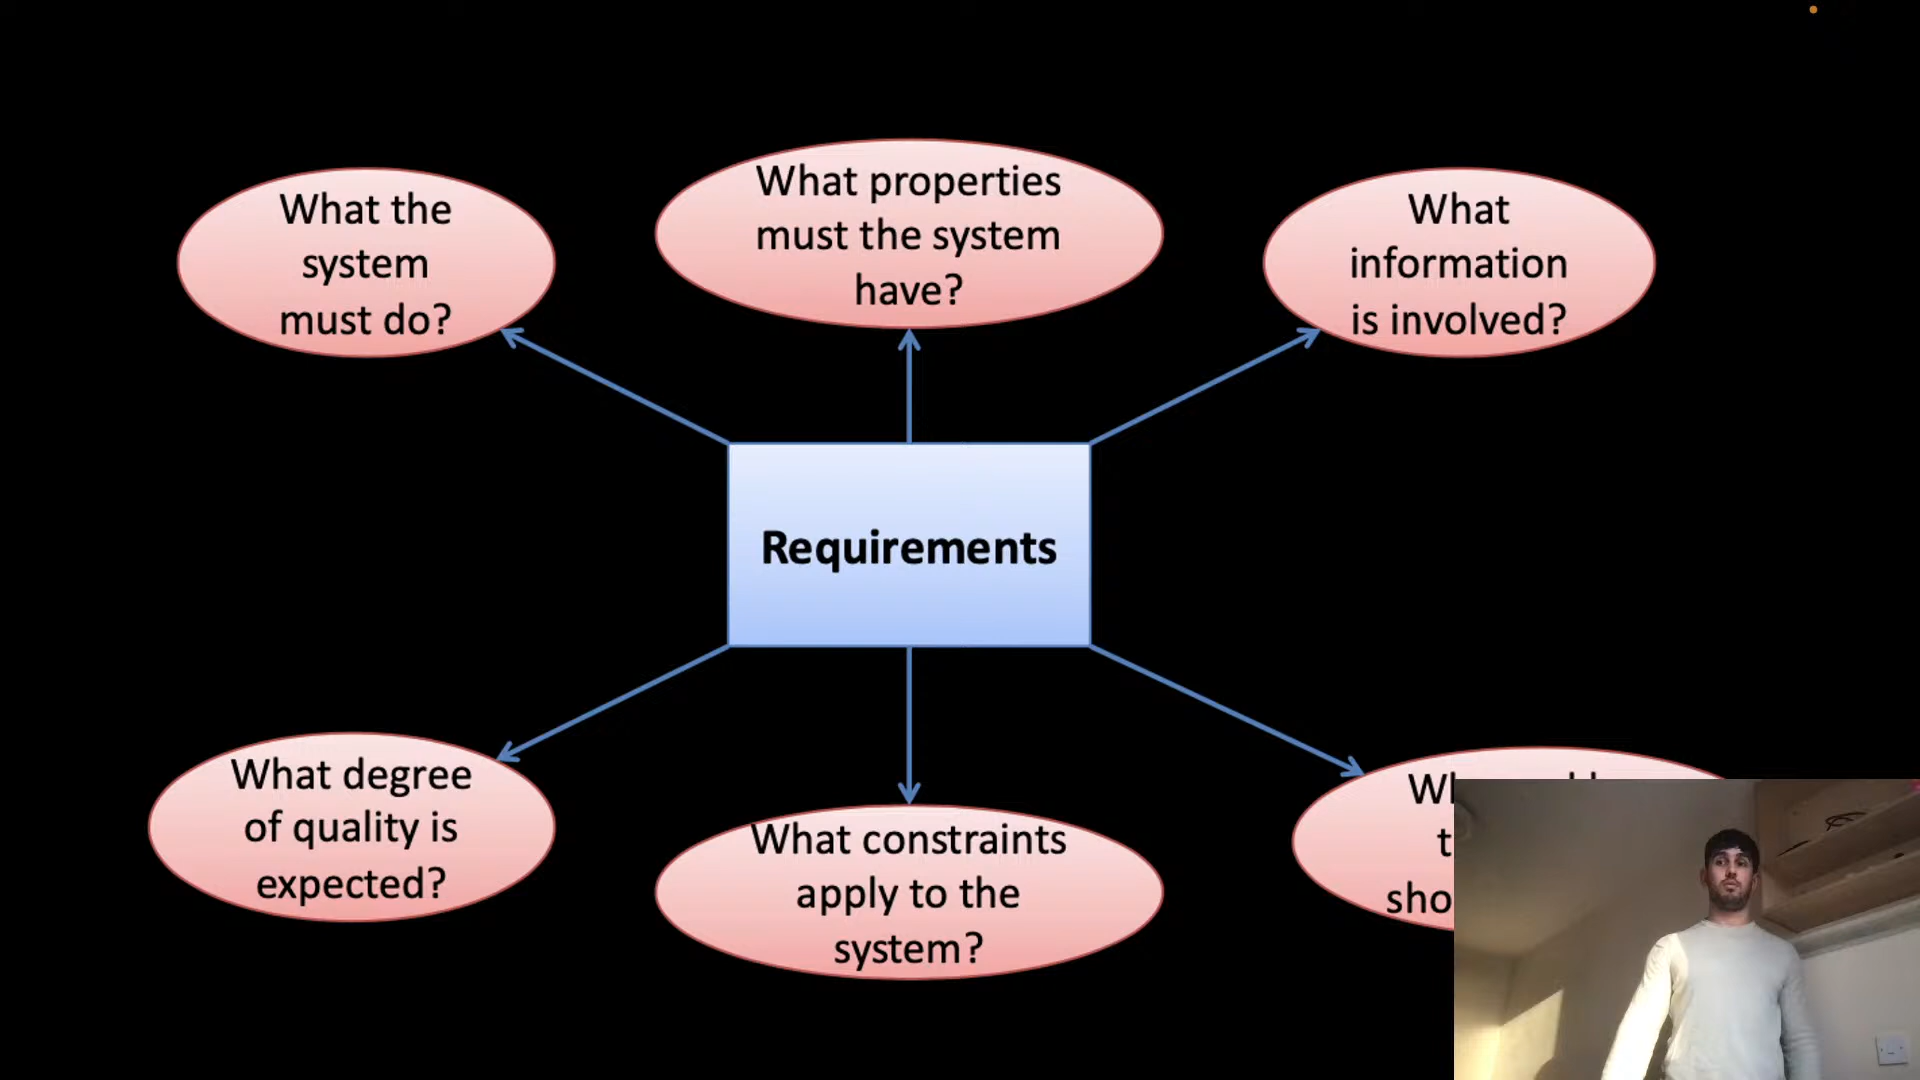 What the
system
must do?
What properties
must the system
have?
What
information
is involved?
Requirements
What degree
of quality is
expected?
What constraints
apply to the
system?